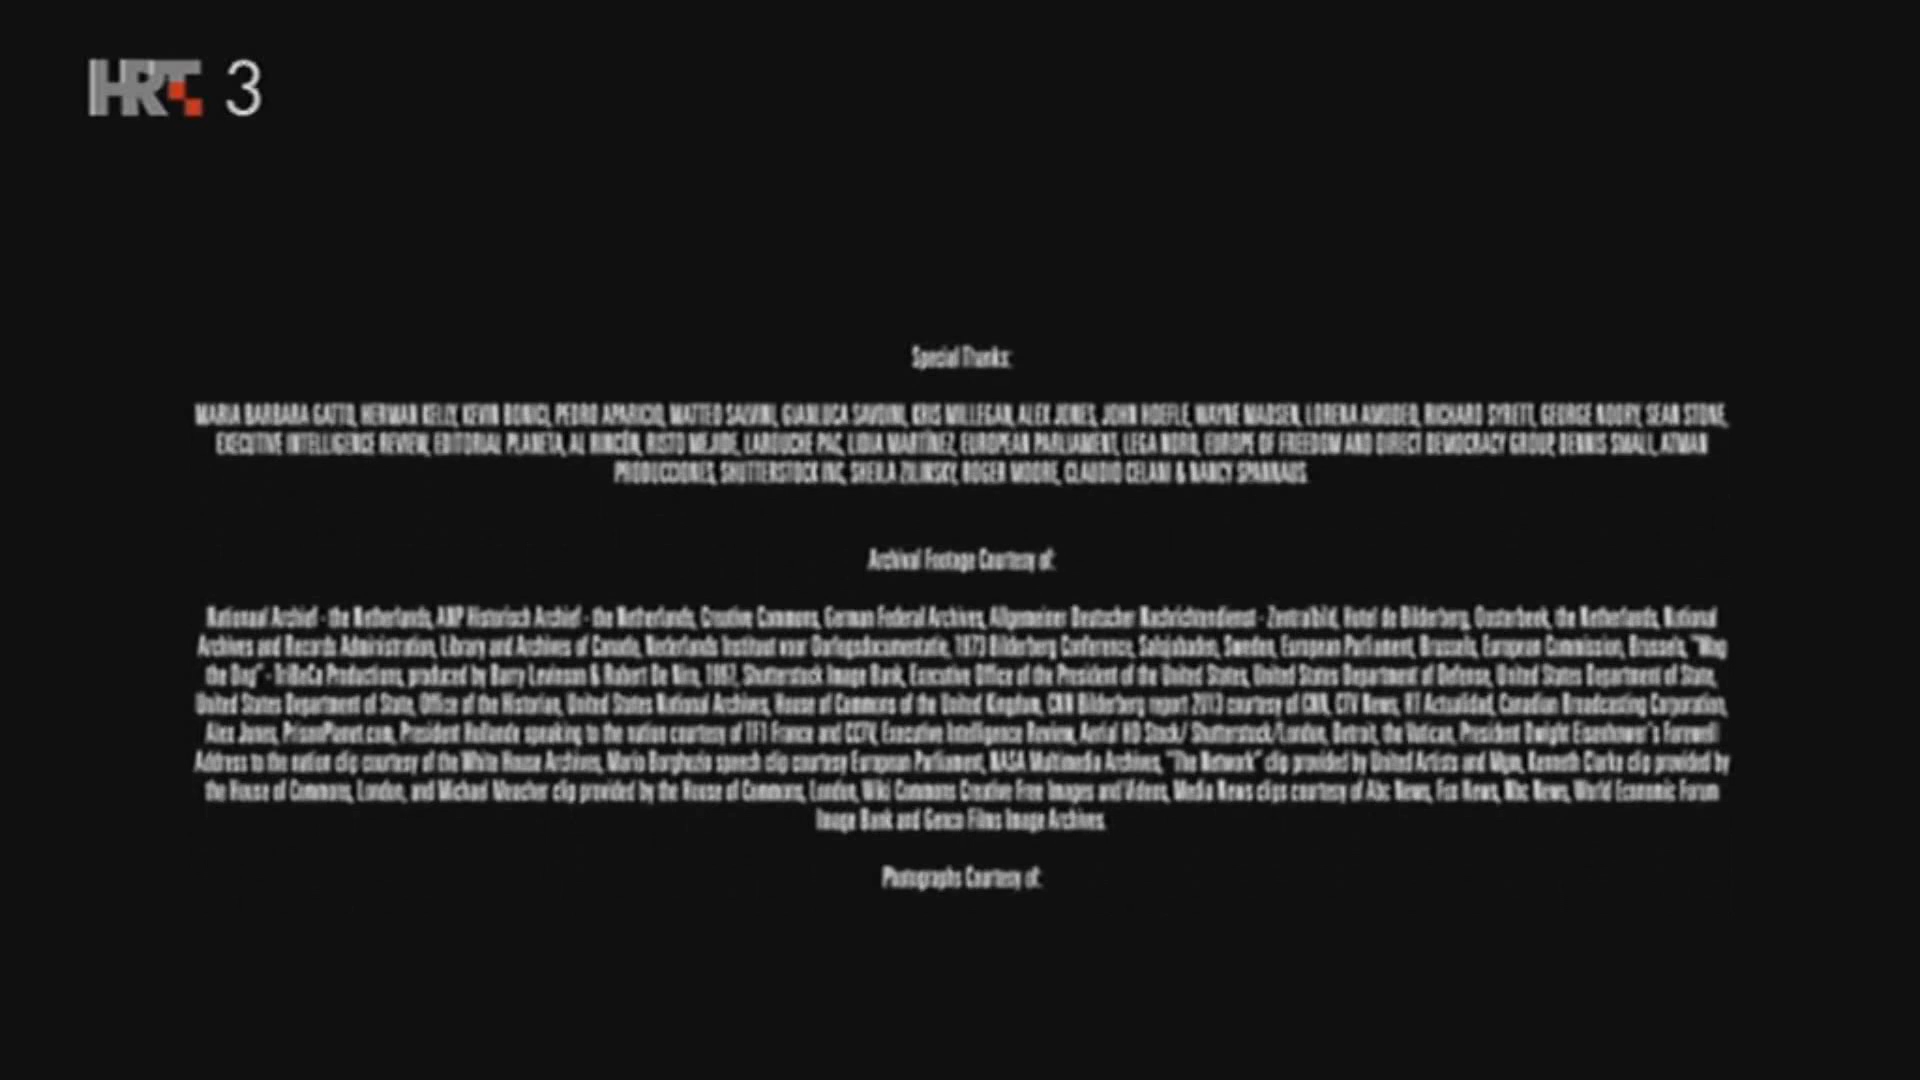 HRT 3
Special Thanks:
MARIA BARBARA GATTO, HERMAN KELLY, KEVIN BONICI, PEDRO APARICIO, MATTEO SALVINI, GIANLUCA SAVOINI, KRIS MILLEGAN, ALEX JONES, JOHN HOEFLE, WAYNE MADSEN, LORENA AMODEO, RICHARD SYRETT, GEORGE NOORY, SEAN STONE,
EXECUTIVE INTELLIGENCE REVIEW, EDITORIAL PLANETA, AL RINCÓN, RISTO MEJIDE, LAROUCHE PAC, LIDIA MARTÍNEZ, EUROPEAN PARLIAMENT, LEGA NORD, EUROPE OF FREEDOM AND DIRECT DEMOCRACY GROUP, DENNIS SMALL, ATMAN
PRODUCCIONES, SHUTTERSTOCK INC, SHEILA ZILINSKY, ROGER MOORE, CLAUDIO CELANI & NANCY SPANNAUS.
Archival Footage Courtesy of:
Nationaal Archief - the Netherlands, ANP Historisch Archief - the Netherlands, Creative Commons, German Federal Archives, Allgemeiner Deutscher Nachrichtendienst - Zentralbild, Hotel de Bilderberg, Oosterbeek, the Netherlands, National
Archives and Records Administration, Library and Archives of Canada, Nederlands Instituut voor Oorlogsdocumentatie, 1973 Bilderberg Conference, Saltsjobaden, Sweden, European Parliament, Brussels, European Commission, Brussels, "Wag
the Dog" - TriBeCa Productions, produced by Barry Levinson & Robert De Niro, 1997, Shutterstock Image Bank, Executive Office of the President of the United States, United States Department of Defense, United States Department of State,
United States Department of State, Office of the Historian, United States National Archives, House of Commons of the United Kingdom, CNN Bilderberg report 2013 courtesy of CNN, CTV News, RT Actualidad, Canadian Broadcasting Corporation,
Alex Jones, PrisonPlanet.com, President Hollande speaking to the nation courtesy of TF1 France and CCTV, Executive Intelligence Review, Aerial HD Stock/ Shutterstock/London, Detroit, the Vatican, President Dwight Eisenhower's Farewell
Address to the nation clip courtesy of the White House Archives, Mario Borghezio speech clip courtesy European Parliament, NASA Multimedia Archives, "The Network" clip provided by United Artists and Mgm, Kenneth Clarke clip provided by
the House of Commons, London, and Michael Meacher clip provided by the House of Commons, London, Wiki Commons Creative Free Images and Videos, Media News clips courtesy of Abc News, Fox News, Nbc News, World Economic Forum
Image Bank and Genco Films Image Archives.
Photographs Courtesy of: